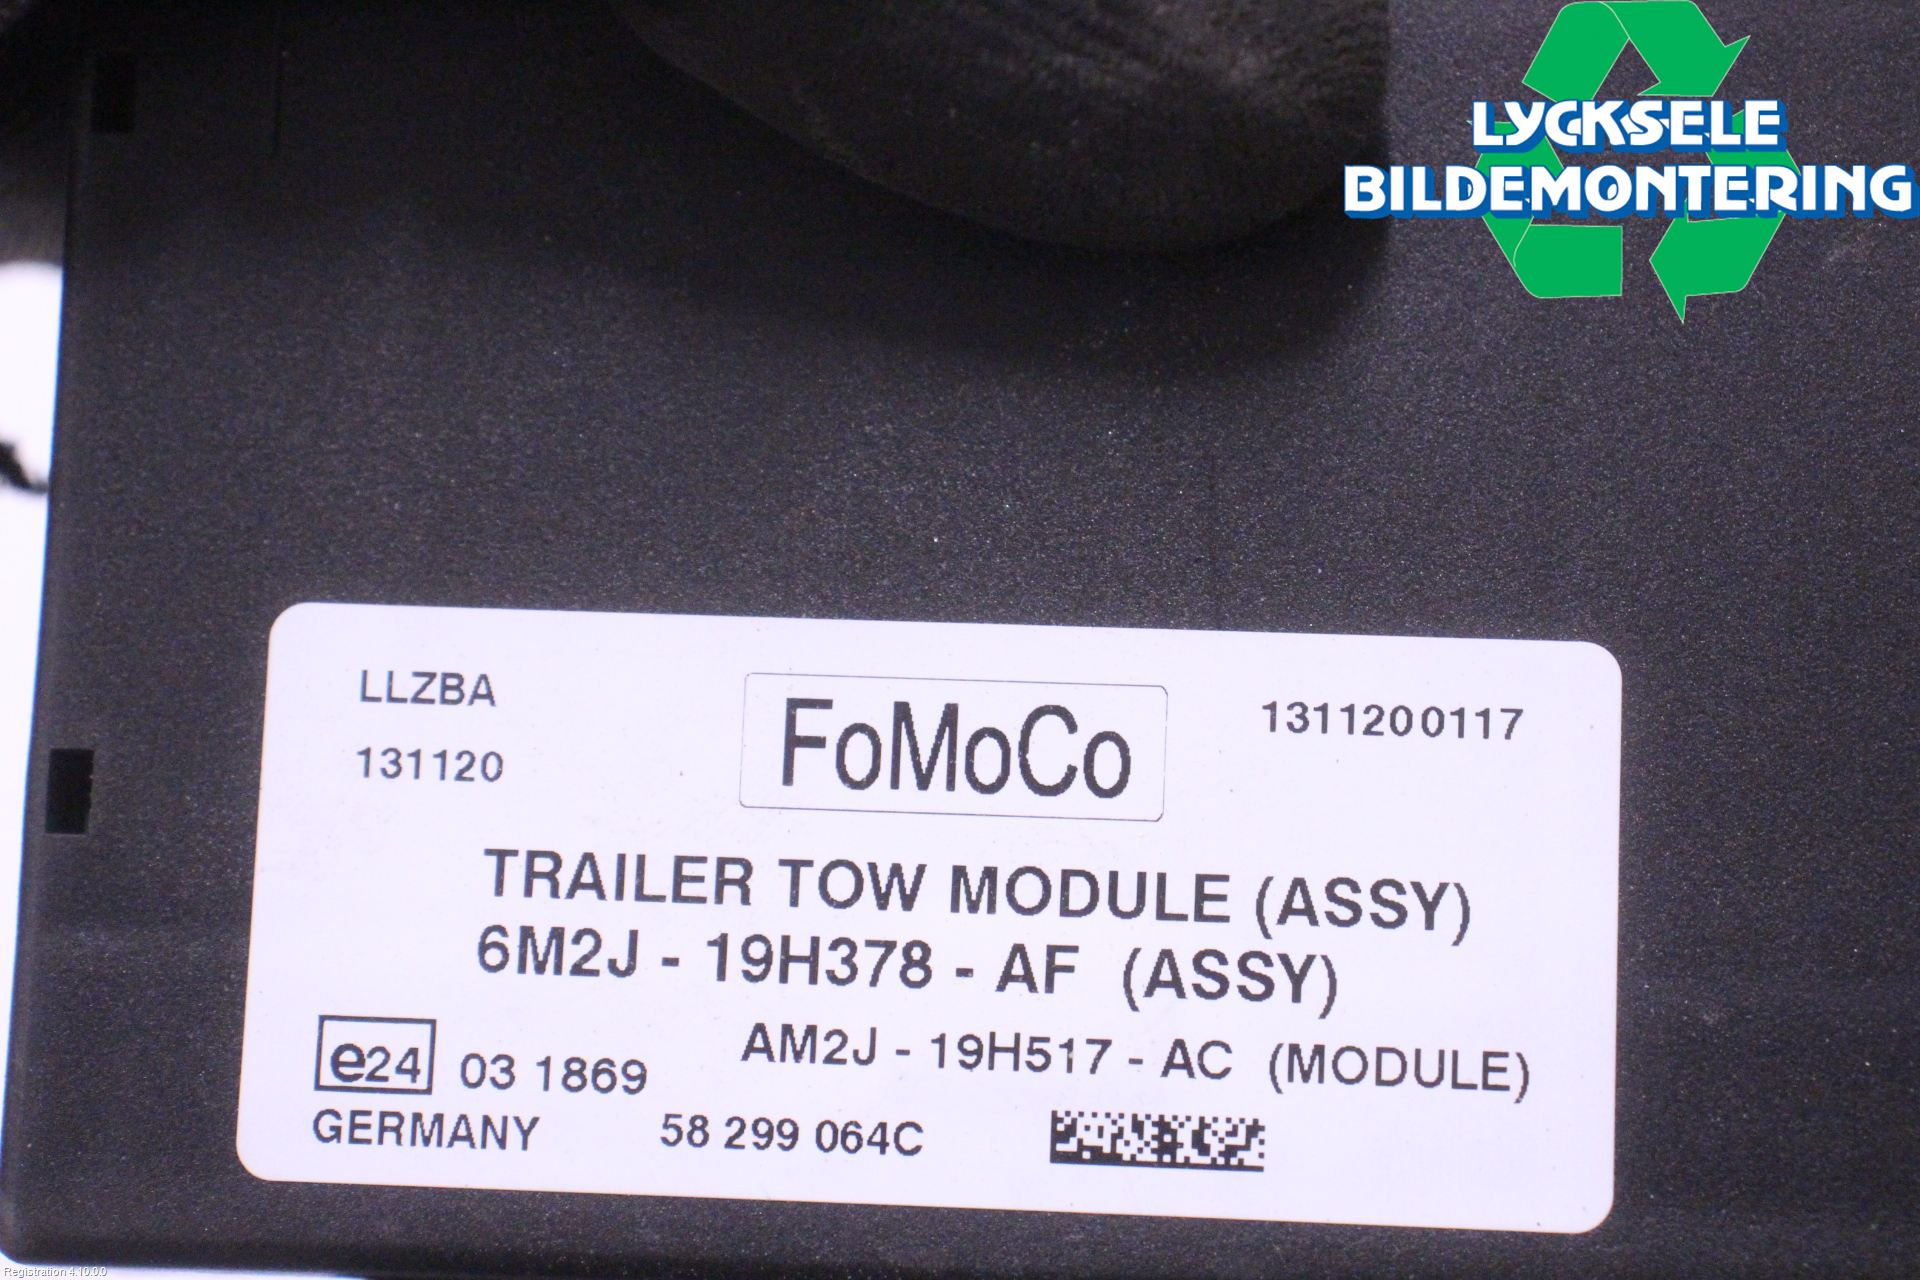 LYCKSELE
BILDEMONTERING
LLZBA
131120
FoMoCo
1311200117
TRAILER TOW MODULE (ASSY)
6M2J - 19H378 - AF (ASSY)
AM2J - 19H517 - AC (MODULE)
e24 03 1869
GERMANY 58 299 064C
Registration 4.10.0.0